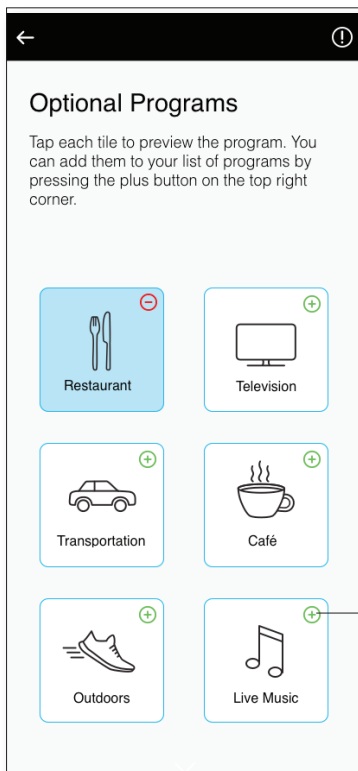 Optional Programs
Tap each tile to preview the program. You
can add them to your list of programs by
pressing the plus button on the top right
corner.
Restaurant
Television
Transportation
Café
Outdoors
Live Music